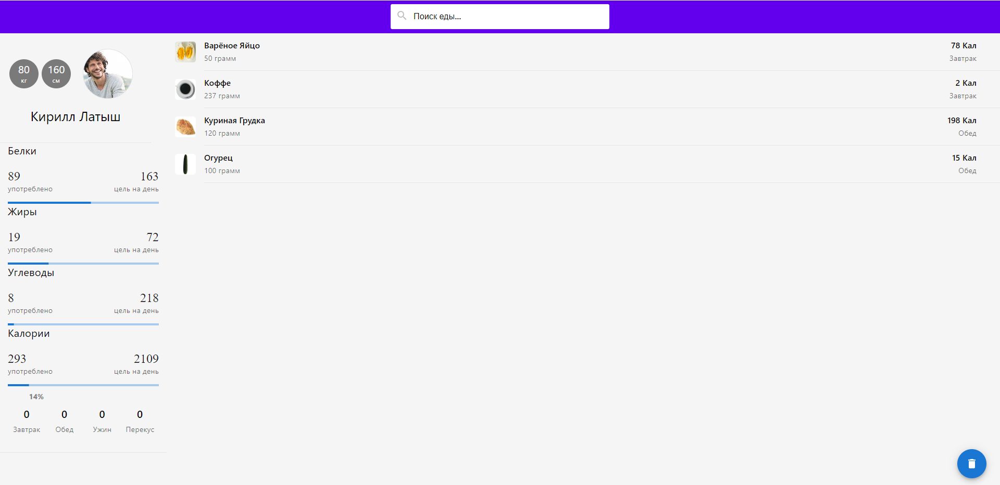 Поиск еды...
80
кг
160
см
Кирилл Латыш
Белки
89
163
употреблено
цель на день
Жиры
19
72
употреблено
цель на день
Углеводы
8
218
употреблено
цель на день
Калории
293
2109
употреблено
цель на день
14%
0
0
0
0
Завтрак
Обед
Ужин
Перекус
Варёное Яйцо
78 Кал
50 грамм
Завтрак
Коффе
2 Кал
237 грамм
Завтрак
Куриная Грудка
198 Кал
120 грамм
Обед
Огурец
15 Кал
100 грамм
Обед